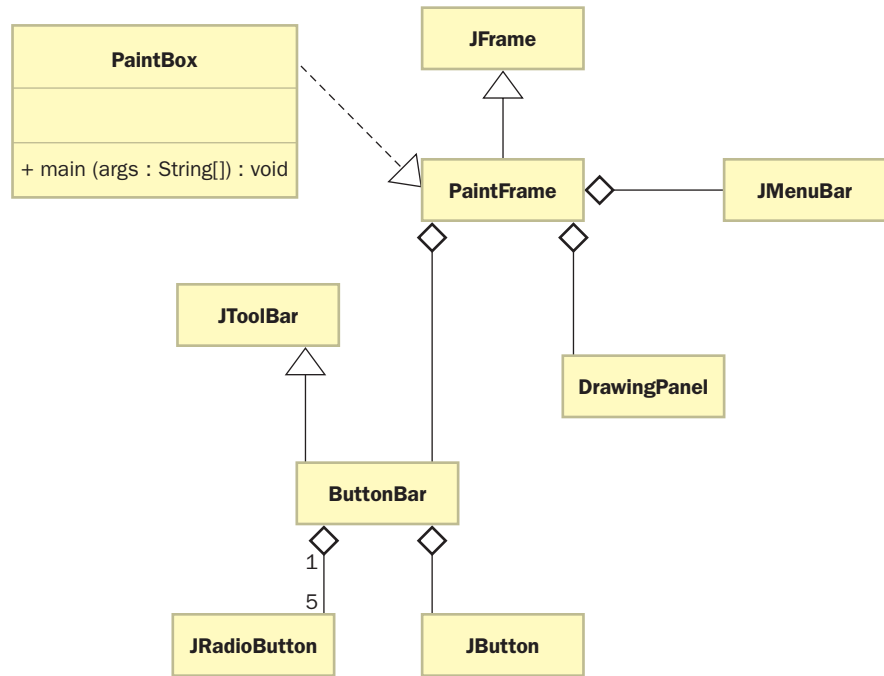 PaintBox
+ main (args : String[]) : void
JFrame
PaintFrame
JMenuBar
JToolBar
DrawingPanel
ButtonBar
1
5
JRadioButton
JButton